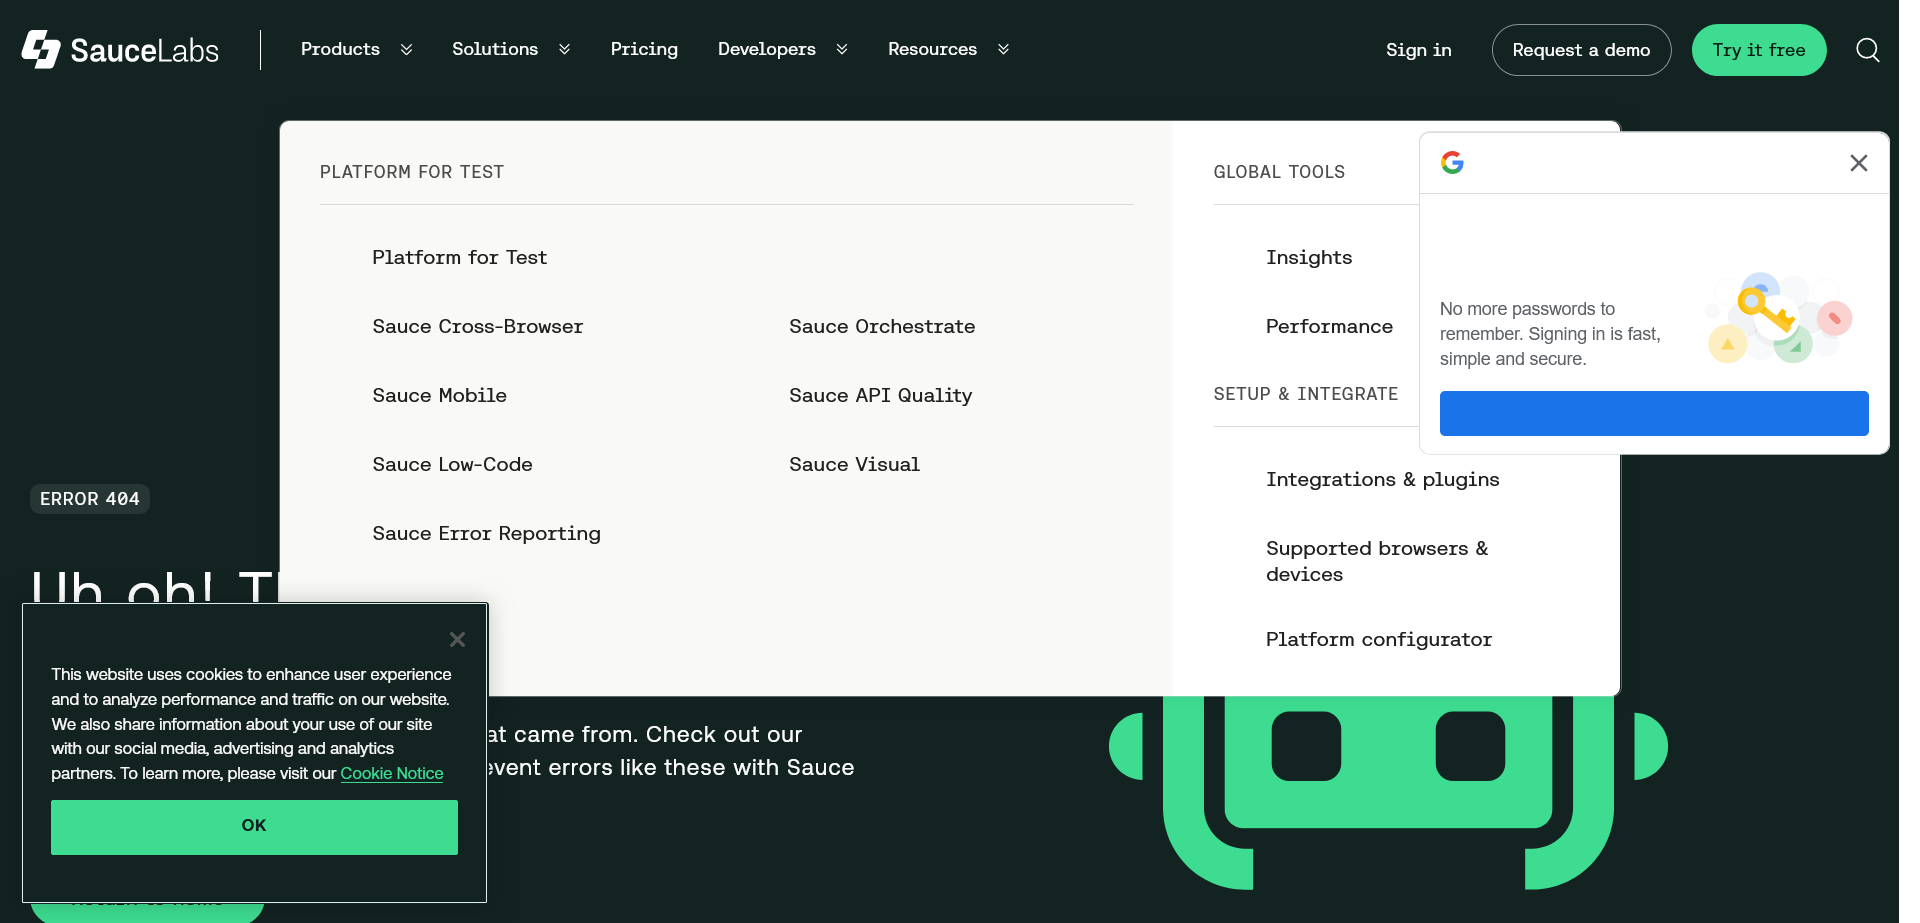 SauceLabs
Products
Solutions
Pricing
Developers
Resources
Sign in
Request a demo
Try it free
PLATFORM FOR TEST
Platform for Test
Sauce Cross-Browser
Sauce Orchestrate
Sauce Mobile
Sauce API Quality
Sauce Low-Code
Sauce Visual
Sauce Error Reporting
GLOBAL TOOLS
Insights
Performance
SETUP & INTEGRATE
Integrations & plugins
Supported browsers &
devices
Platform configurator
No more passwords to
remember. Signing in is fast,
simple and secure.
ERROR 404
Uh oh!
at came from. Check out our
event errors like these with Sauce
This website uses cookies to enhance user experience
and to analyze performance and traffic on our website.
We also share information about your use of our site
with our social media, advertising and analytics
partners. To learn more, please visit our Cookie Notice
OK